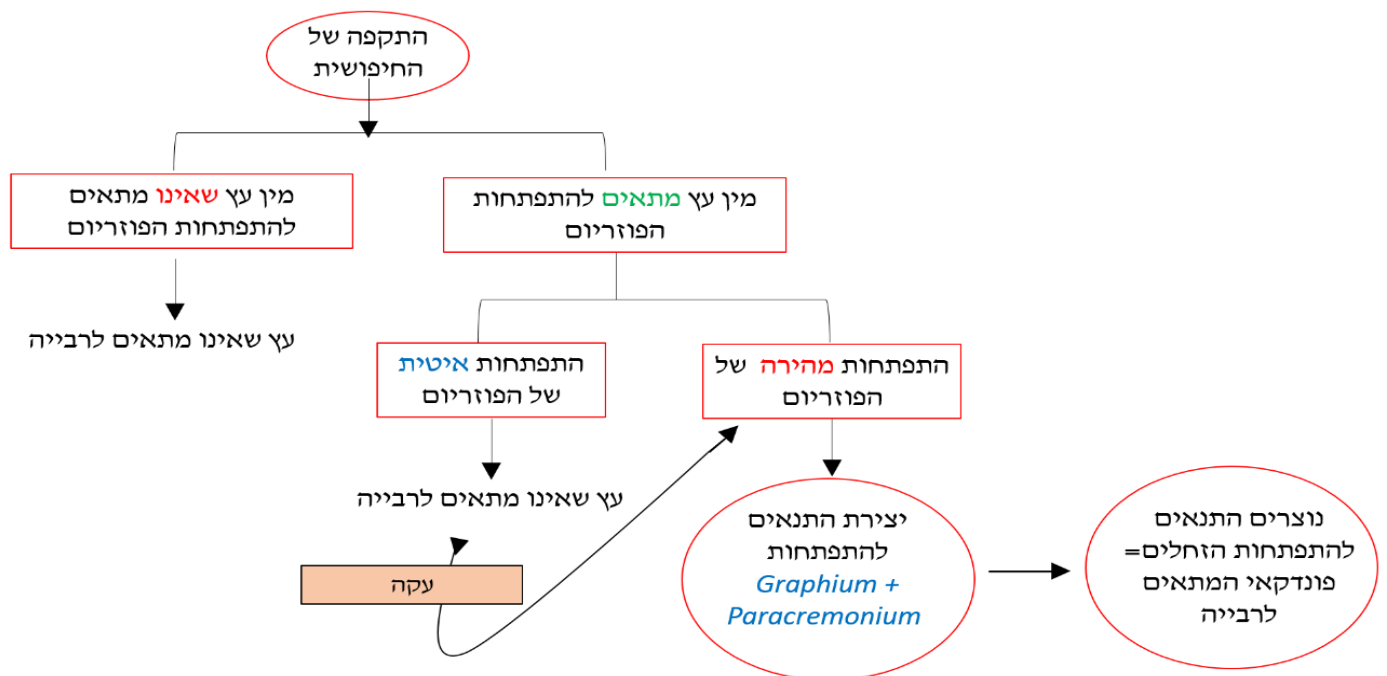 התקפה של
החיפושית
מין עץ שאינו מתאים
להתפתחות הפוזריום
מין עץ מתאים להתפתחות
הפוזריום
עץ שאינו מתאים לרבייה
התפתחות איטית
של הפוזריום
התפתחות מהירה של
הפוזריום
עץ שאינו מתאים לרבייה
עקה
יצירת התנאים
להתפתחות
Graphium +
Paracremonium
נוצרים התנאים
להתפתחות הזחלים=
פונדקאי המתאים
לרבייה